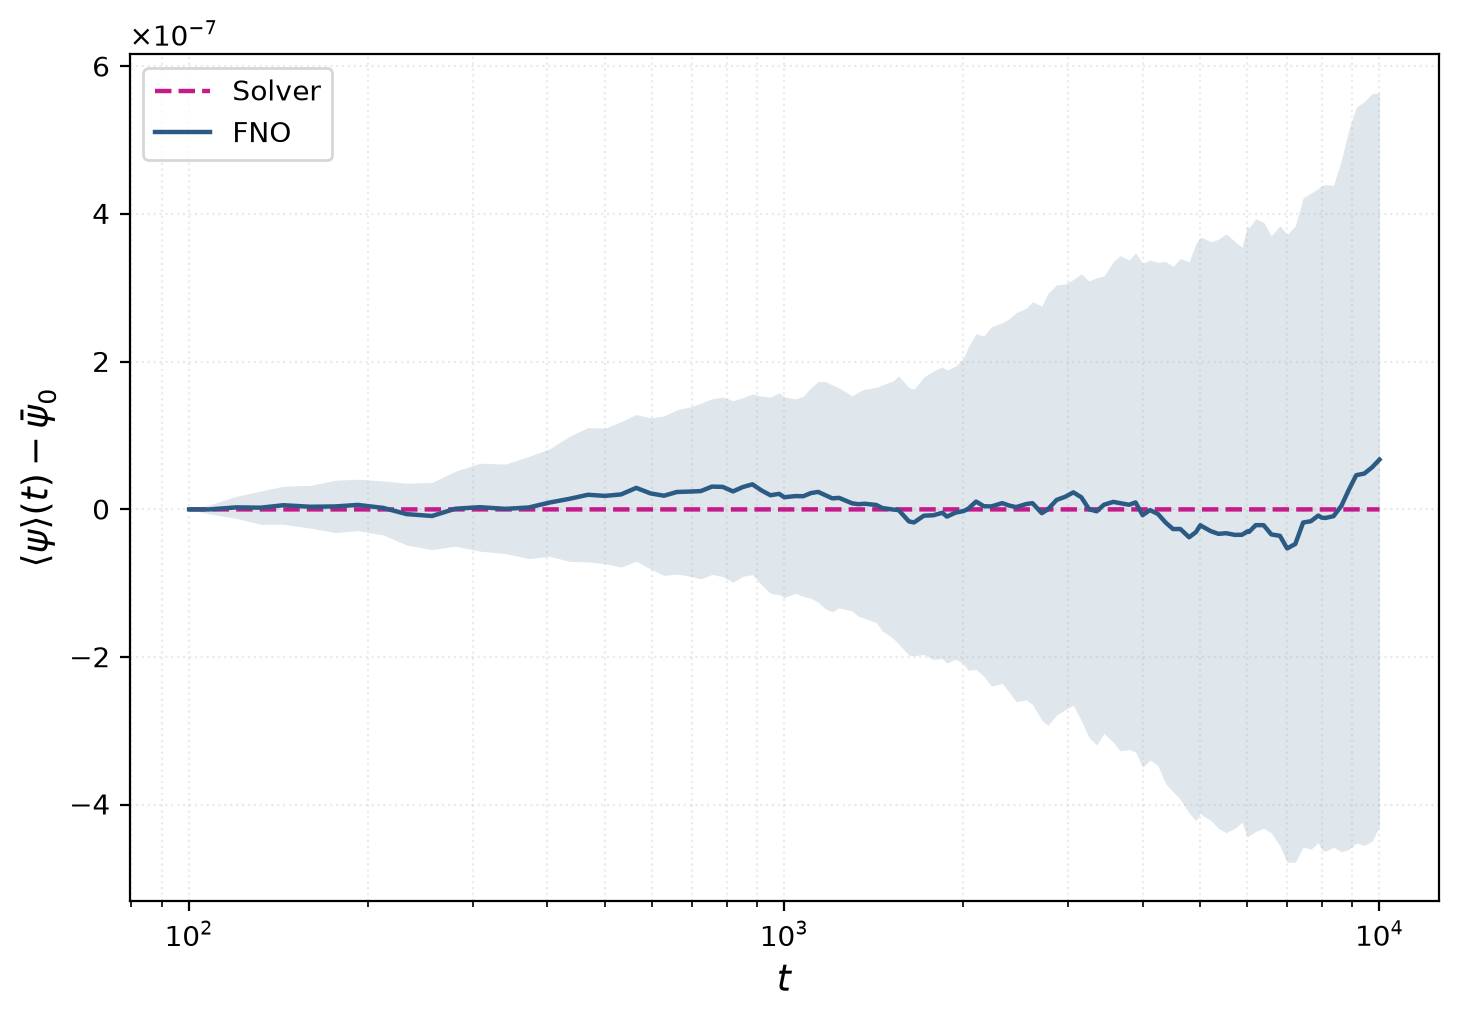 ×10⁻⁷
6
4
2
0
−2
−4
⟨ψ⟩(t) − ψ̄₀
Solver
FNO
10² 10³ 10⁴
t